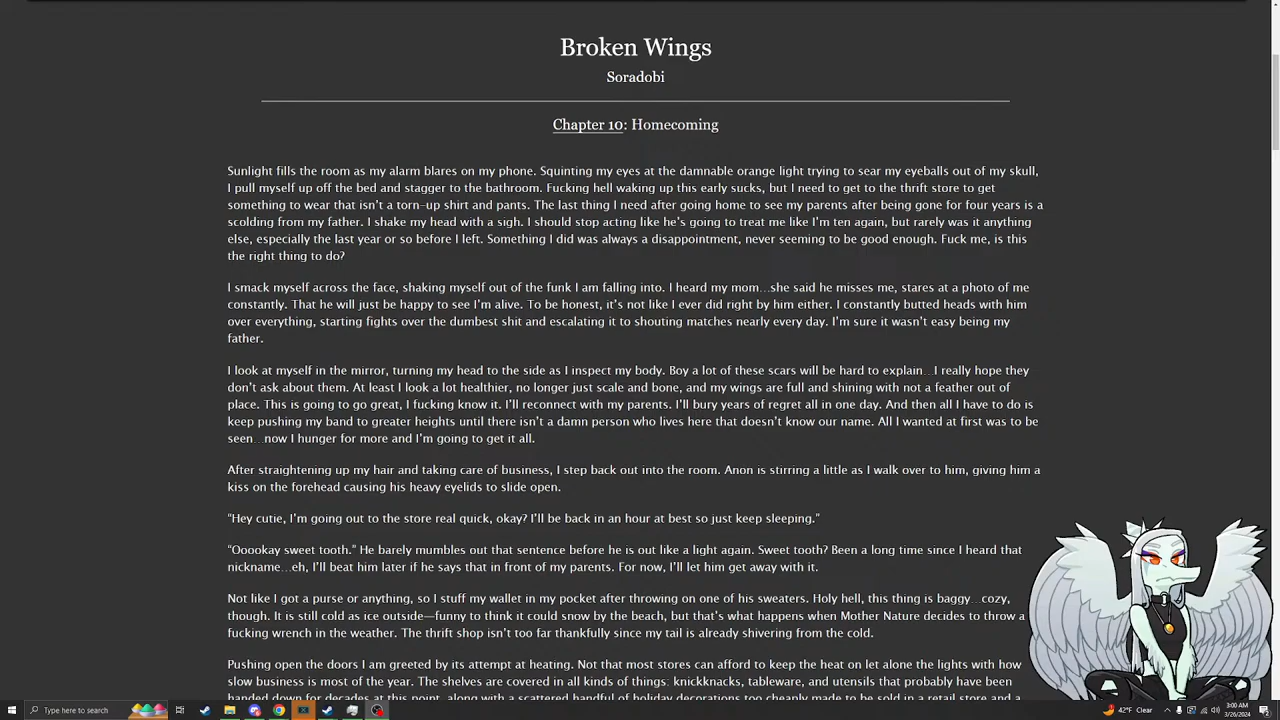 Broken Wings
Soradobi
Chapter 10: Homecoming
Sunlight fills the room as my alarm blares on my phone. Squinting my eyes at the damnable orange light trying to sear my eyeballs out of my skull,
I pull myself up off the bed and stagger to the bathroom. Fucking hell waking up this early sucks, but I need to get to the thrift store to get
something to wear that isn't a torn-up shirt and pants. The last thing I need after going home to see my parents after being gone for four years is a
scolding from my father. I shake my head with a sigh. I should stop acting like he's going to treat me like I'm ten again, but rarely was it anything
else, especially the last year or so before I left. Something I did was always a disappointment, never seeming to be good enough. Fuck me, is this
the right thing to do?
I smack myself across the face, shaking myself out of the funk I am falling into. I heard my mom…she said he misses me, stares at a photo of me
constantly. That he will just be happy to see I'm alive. To be honest, it's not like I ever did right by him either. I constantly butted heads with him
over everything, starting fights over the dumbest shit and escalating it to shouting matches nearly every day. I'm sure it wasn't easy being my
father.
I look at myself in the mirror, turning my head to the side as I inspect my body. Boy a lot of these scars will be hard to explain…I really hope they
don't ask about them. At least I look a lot healthier, no longer just scale and bone, and my wings are full and shining with not a feather out of
place. This is going to go great, I fucking know it. I'll reconnect with my parents. I'll bury years of regret all in one day. And then all I have to do is
keep pushing my band to greater heights until there isn't a damn person who lives here that doesn't know our name. All I wanted at first was to be
seen…now I hunger for more and I'm going to get it all.
After straightening up my hair and taking care of business, I step back out into the room. Anon is stirring a little as I walk over to him, giving him a
kiss on the forehead causing his heavy eyelids to slide open.
"Hey cutie, I'm going out to the store real quick, okay? I'll be back in an hour at best so just keep sleeping."
"Ooookay sweet tooth." He barely mumbles out that sentence before he is out like a light again. Sweet tooth? Been a long time since I heard that
nickname…eh, I'll beat him later if he says that in front of my parents. For now, I'll let him get away with it.
Not like I got a purse or anything, so I stuff my wallet in my pocket after throwing on one of his sweaters. Holy hell, this thing is baggy…cozy,
though. It is still cold as ice outside—funny to think it could snow by the beach, but that's what happens when Mother Nature decides to throw a
fucking wrench in the weather. The thrift shop isn't too far thankfully since my tail is already shivering from the cold.
Pushing open the doors I am greeted by its attempt at heating. Not that most stores can afford to keep the heat on let alone the lights with how
slow business is most of the year. The shelves are covered in all kinds of things: knickknacks, tableware, and utensils that probably have been
handed down for decades at this point, along with a scattered handful of holiday decorations too cheaply made to be sold in a retail store and a
Type here to search
42°F Clear
3:00 AM
3/26/2024